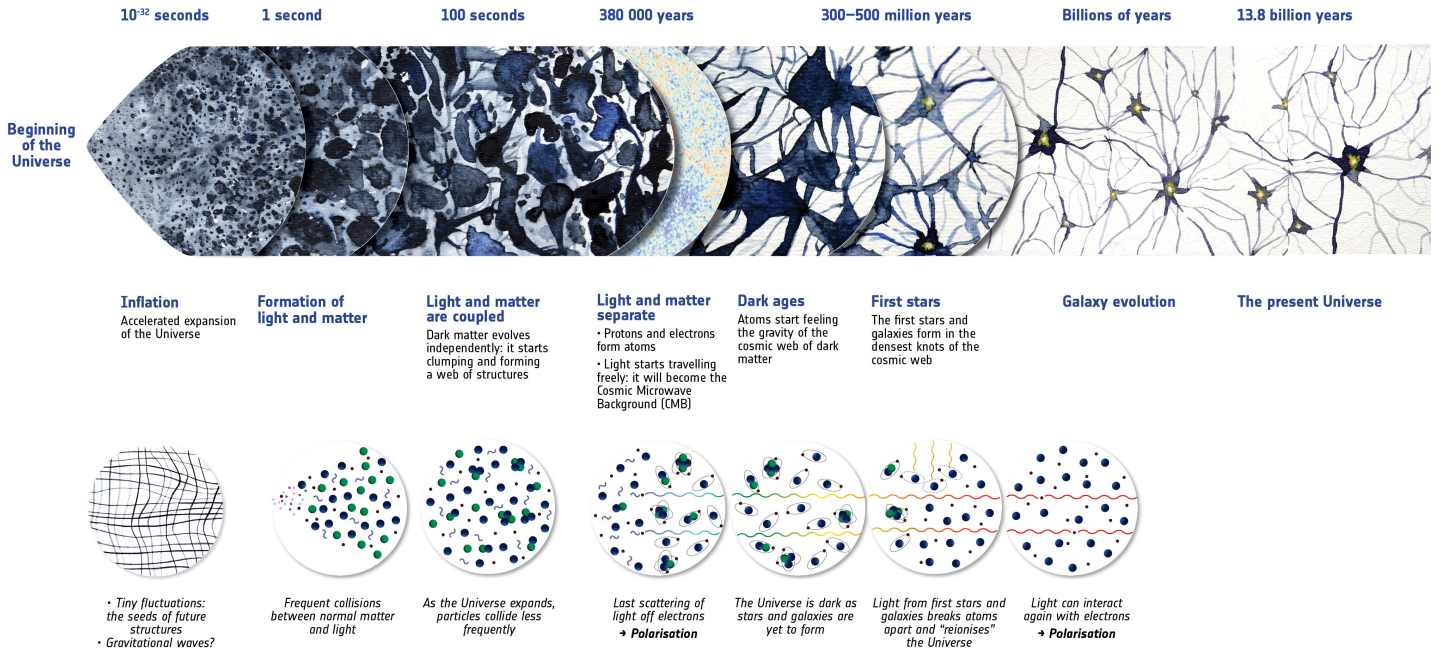 10-32 seconds
1 second
100 seconds
380 000 years
300–500 million years
Billions of years
13.8 billion years
Beginning
of the
Universe
Inflation
Accelerated expansion
of the Universe
Formation of
light and matter
Light and matter
are coupled
Dark matter evolves
independently: it starts
clumping and forming
a web of structures
Light and matter
separate
• Protons and electrons
form atoms
• Light starts travelling
freely: it will become the
Cosmic Microwave
Background (CMB)
Dark ages
Atoms start feeling
the gravity of the
cosmic web of dark
matter
First stars
The first stars and
galaxies form in the
densest knots of the
cosmic web
Galaxy evolution
The present Universe
• Tiny fluctuations:
the seeds of future
structures
• Gravitational waves?
Frequent collisions
between normal matter
and light
As the Universe expands,
particles collide less
frequently
Last scattering of
light off electrons
→ Polarisation
The Universe is dark as
stars and galaxies are
yet to form
Light from first stars and
galaxies breaks atoms
apart and “reionises”
the Universe
Light can interact
again with electrons
→ Polarisation